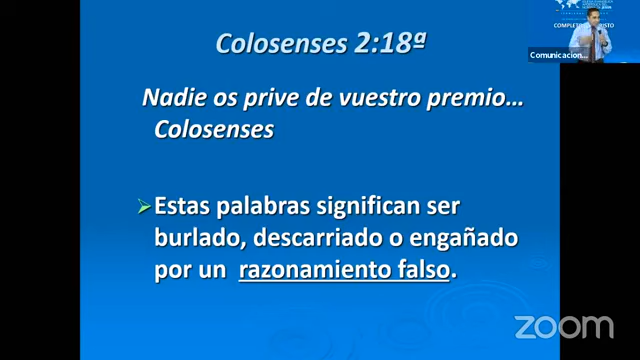 Colosenses 2:18ª
Nadie os prive de vuestro premio...
Colosenses
Estas palabras significan ser
burlado, descarriado o engañado
por un razonamiento falso.
COMPLETO
Comunicacion...
zoom